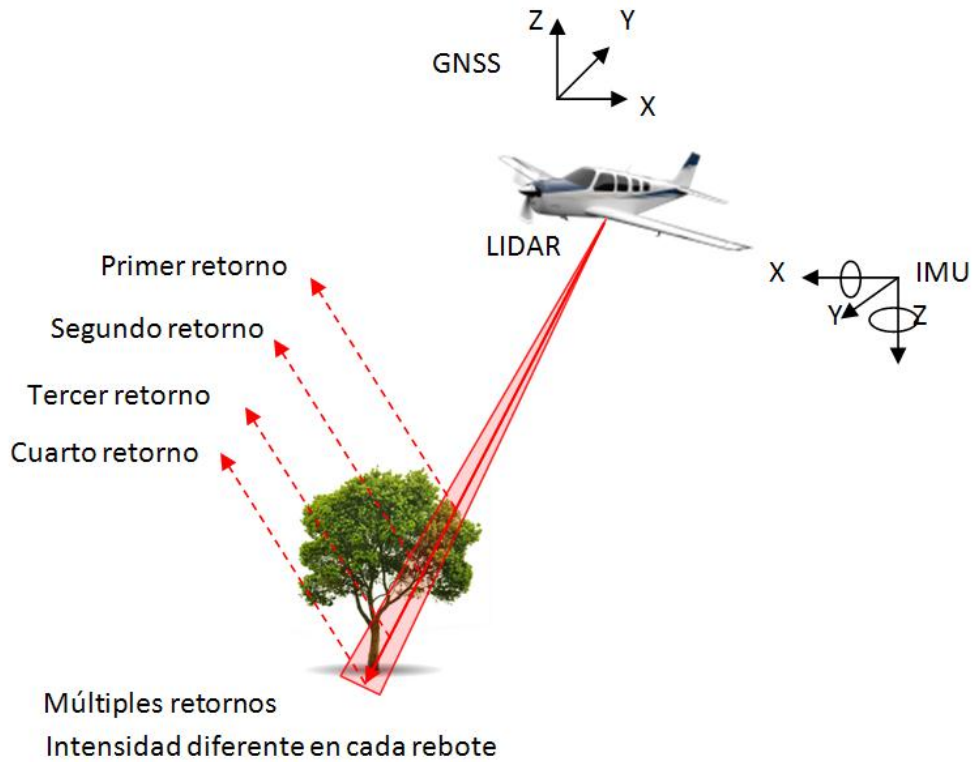 Z
Y
GNSS
X
LIDAR
Primer retorno
X
IMU
Segundo retorno
Y
Z
Tercer retorno
Cuarto retorno
Múltiples retornos
Intensidad diferente en cada rebote